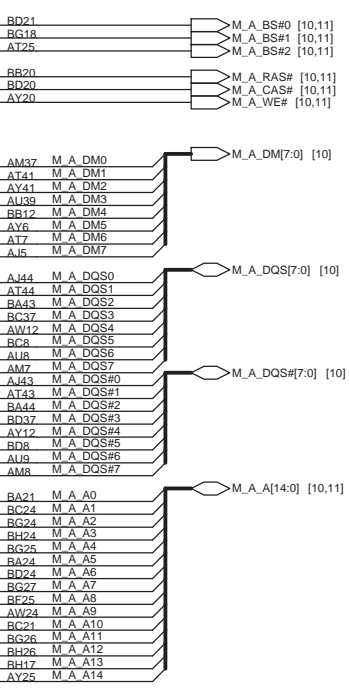 BD21 M_A_BS#0 [10,11]
BG18 M_A_BS#1 [10,11]
AT25 M_A_BS#2 [10,11]
BB20 M_A_RAS# [10,11]
BD20 M_A_CAS# [10,11]
AY20 M_A_WE# [10,11]
M_A_DM[7:0] [10]
AM37 M_A_DM0
AT41 M_A_DM1
AY41 M_A_DM2
AU39 M_A_DM3
BB12 M_A_DM4
AY6 M_A_DM5
AT7 M_A_DM6
AJ5 M_A_DM7
M_A_DQS[7:0] [10]
AJ44 M_A_DQS0
AT44 M_A_DQS1
BA43 M_A_DQS2
BC37 M_A_DQS3
AW12 M_A_DQS4
BC8 M_A_DQS5
AU8 M_A_DQS6
AM7 M_A_DQS7
M_A_DQS#[7:0] [10]
AJ43 M_A_DQS#0
AT43 M_A_DQS#1
BA44 M_A_DQS#2
BD37 M_A_DQS#3
AY12 M_A_DQS#4
BD8 M_A_DQS#5
AU9 M_A_DQS#6
AM8 M_A_DQS#7
M_A_A[14:0] [10,11]
BA21 M_A_A0
BC24 M_A_A1
BG24 M_A_A2
BH24 M_A_A3
BG25 M_A_A4
BA24 M_A_A5
BD24 M_A_A6
BG27 M_A_A7
BF25 M_A_A8
AW24 M_A_A9
BC21 M_A_A10
BG26 M_A_A11
BH26 M_A_A12
BH17 M_A_A13
AY25 M_A_A14